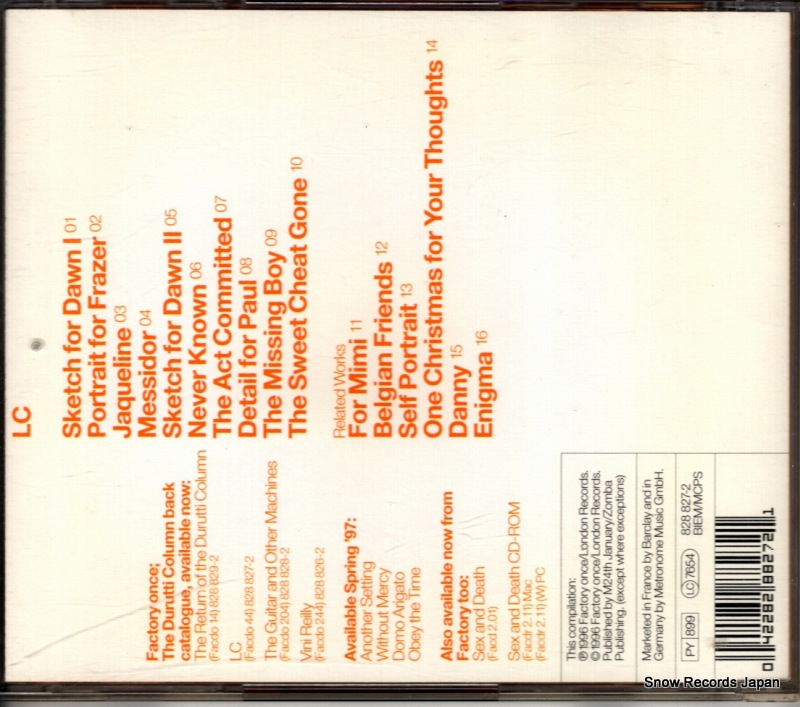 LC
Sketch for Dawn I 01
Portrait for Frazer 02
Jaqueline 03
Messidor 04
Sketch for Dawn II 05
Never Known 06
The Act Committed 07
Detail for Paul 08
The Missing Boy 09
The Sweet Cheat Gone 10
Related Works
For Mimi 11
Belgian Friends 12
Self Portrait 13
One Christmas for Your Thoughts 14
Danny 15
Enigma 16
Factory once;
The Durutti Column back
catalogue, available now:
The Return of the Durutti Column
(Facdo 14) 828 829-2
LC
(Facdo 44) 828 827-2
The Guitar and Other Machines
(Facdo 204) 828 828-2
Vini Reilly
(Facdo 244) 828 826-2
Available Spring '97:
Another Setting
Without Mercy
Domo Arigato
Obey the Time
Also available now from
Factory too:
Sex and Death
(Facd 2.01)
Sex and Death CD-ROM
(Facdr 2.11) Mac
(Facdr 2.11) (W) PC
This compilation:
℗ 1996 Factory once/London Records.
© 1996 Factory once/London Records.
Published by M24th January/Zomba
Publishing. (except where exceptions)
Marketed in France by Barclay and in
Germany by Metronome Music GmbH.
PY 899 LC 7654 828 827-2
BIEM/MCPS
0 42282 88272 1
Snow Records Japan